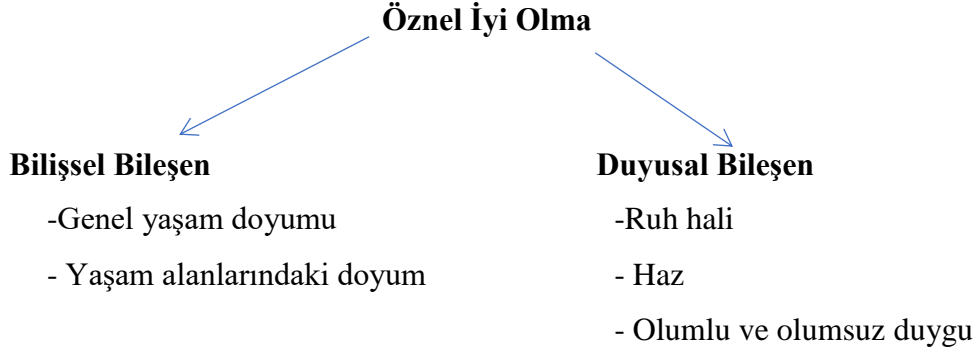 Öznel İyi Olma
Bilişsel Bileşen
-Genel yaşam doyumu
- Yaşam alanlarındaki doyum
Duyusal Bileşen
-Ruh hali
- Haz
- Olumlu ve olumsuz duygu